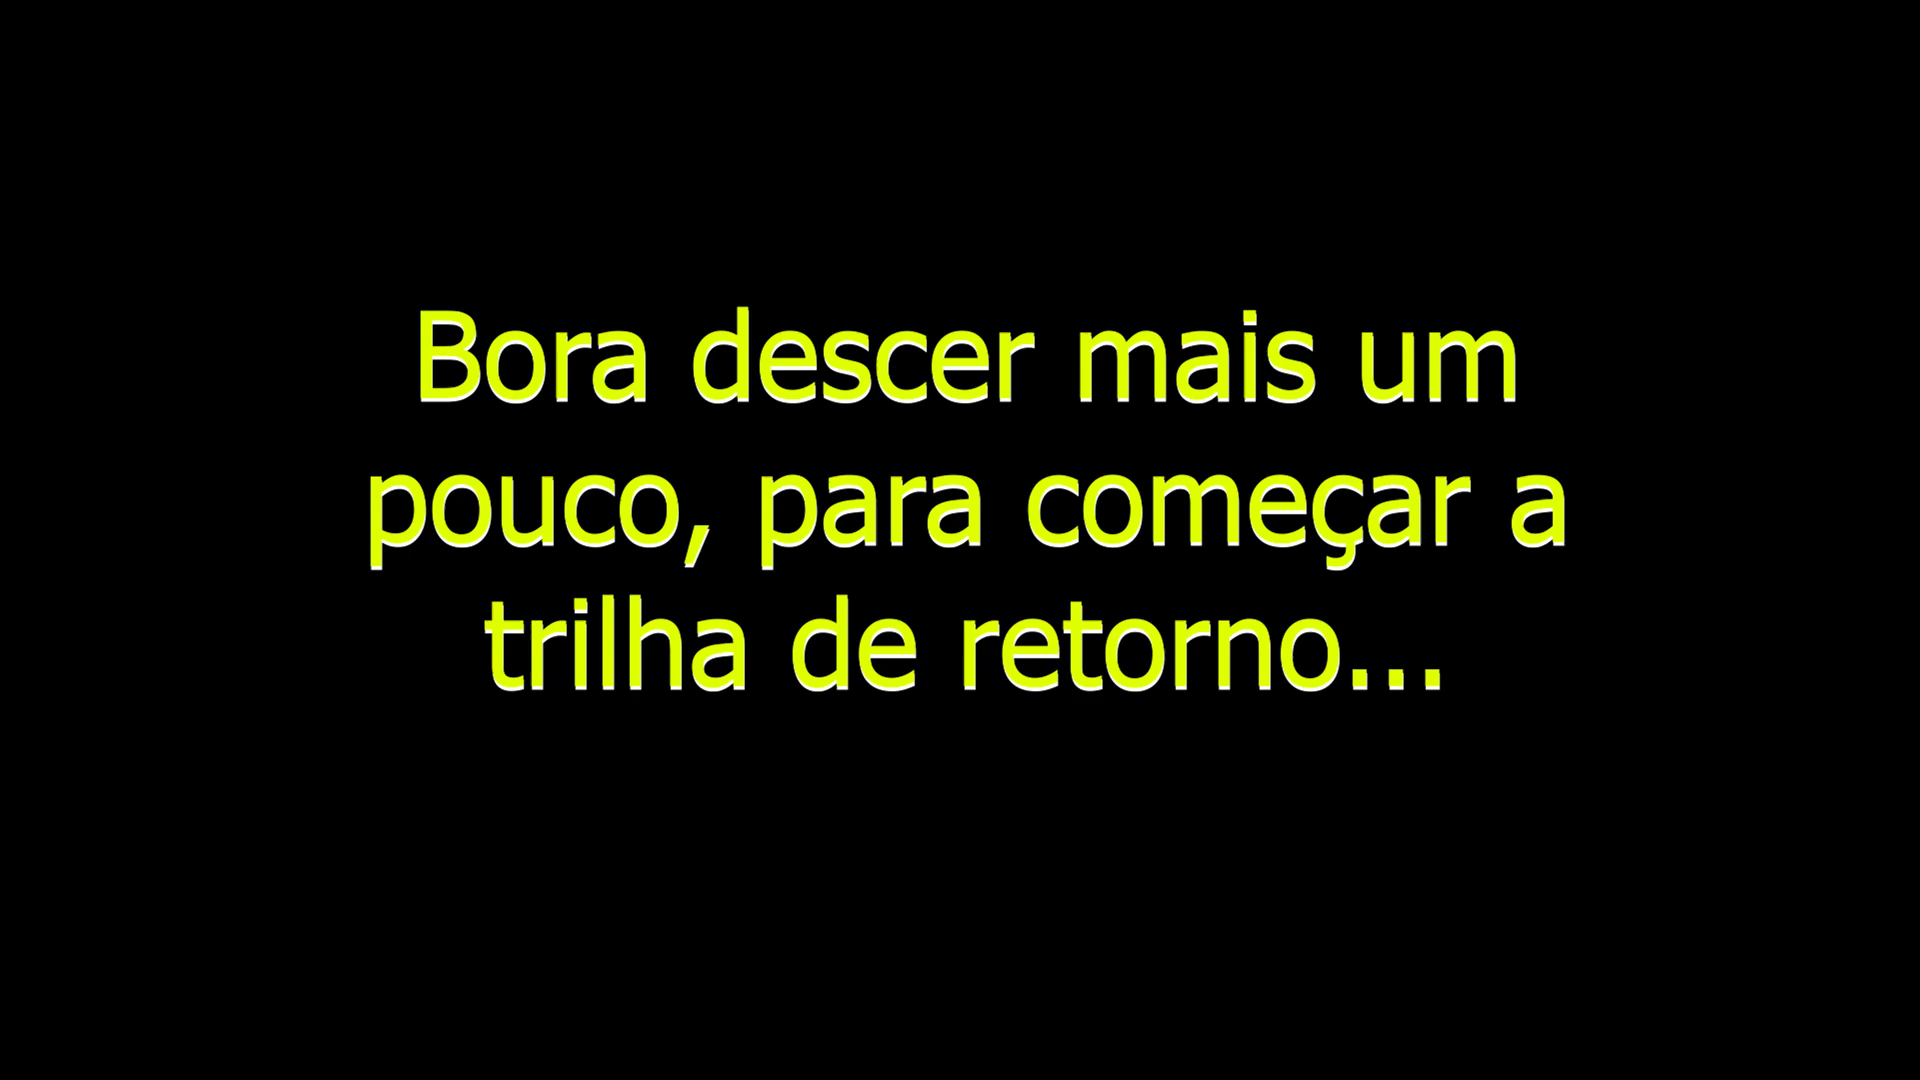 Bora descer mais um
pouco, para começar a
trilha de retorno...